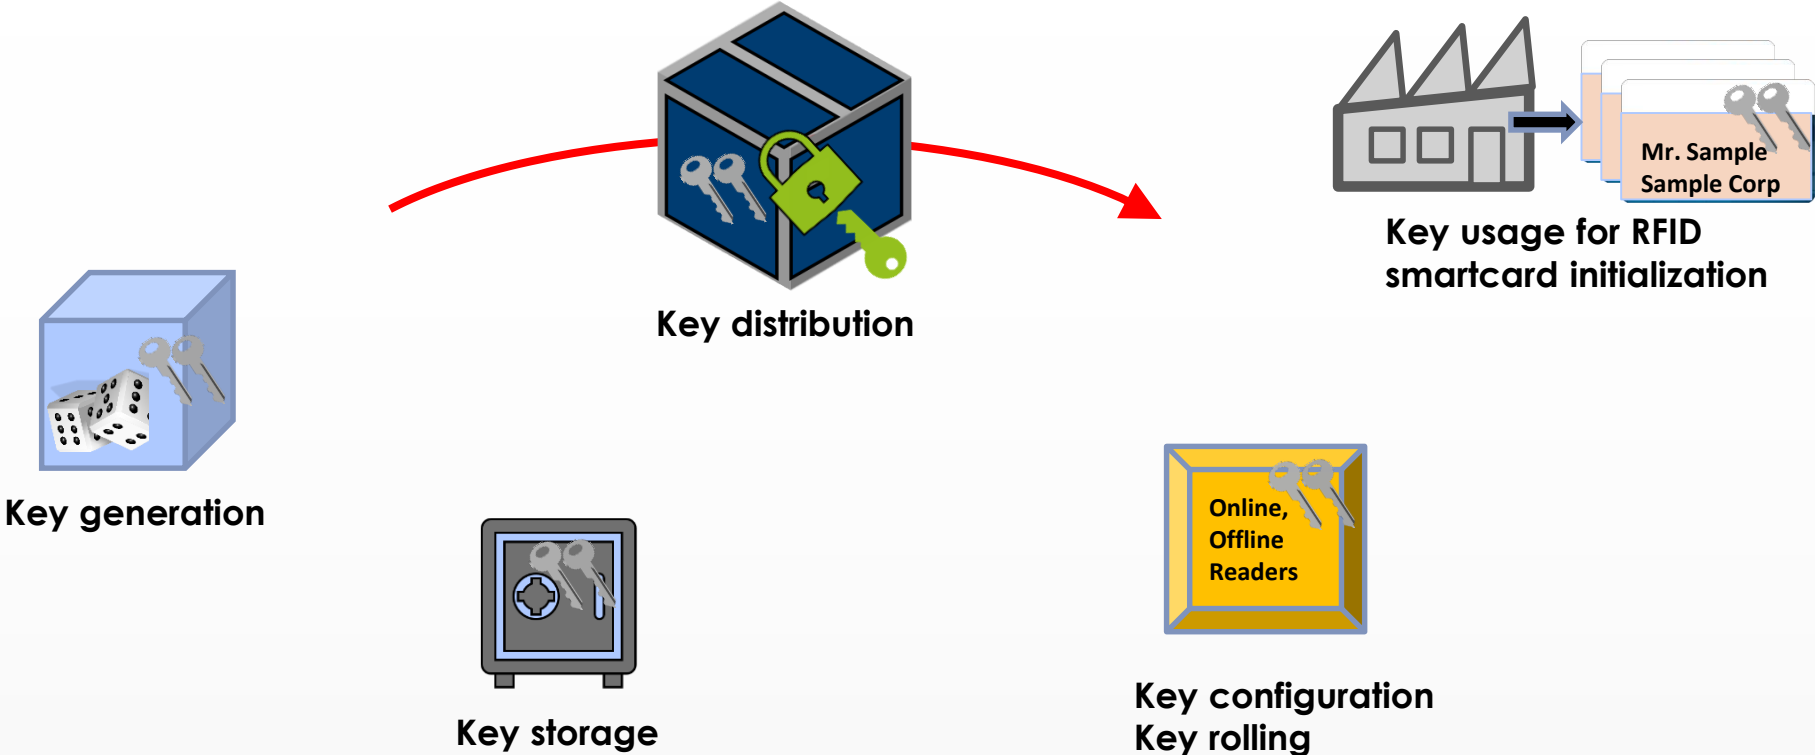 Mr. Sample
Sample Corp
Key usage for RFID
smartcard initialization
Key distribution
Key generation
Online,
Offline
Readers
Key storage
Key configuration
Key rolling